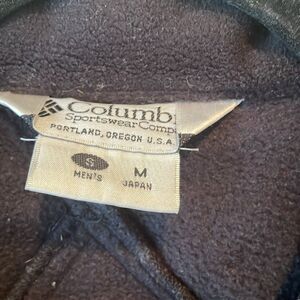 Columb
Sportswear Comp
PORTLAND, OREGON U.S.A.
S M
MEN'S JAPAN